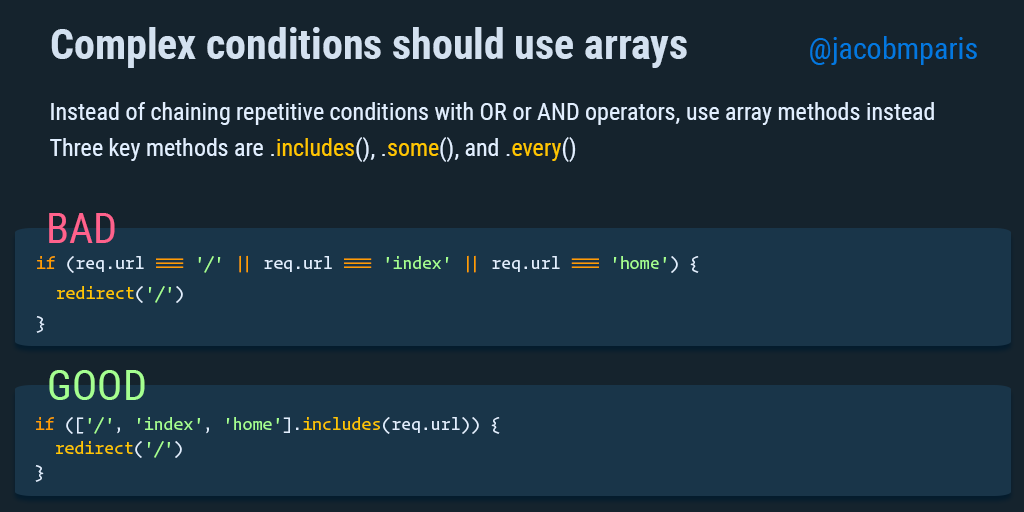 Complex conditions should use arrays
@jacobmparis
Instead of chaining repetitive conditions with OR or AND operators, use array methods instead
Three key methods are .includes(), .some(), and .every()
BAD
if (req.url === '/' || req.url === 'index' || req.url === 'home') {
  redirect('/')
}
GOOD
if (['/', 'index', 'home'].includes(req.url)) {
  redirect('/')
}